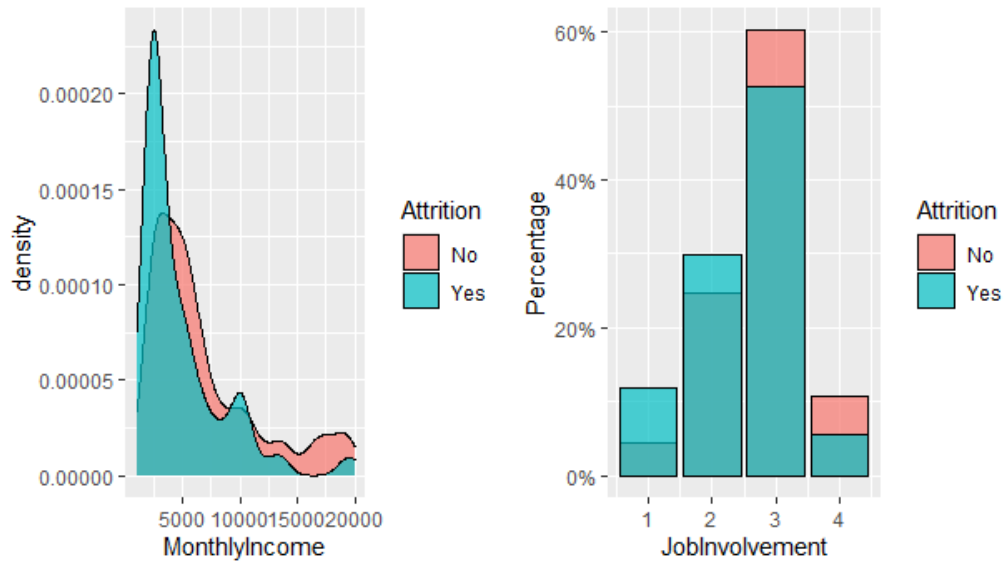 density
0.00020
0.00015
0.00010
0.00005
0.00000
5000 10000 15000 20000
MonthlyIncome
Attrition
No
Yes
Percentage
60%
40%
20%
0%
1 2 3 4
JobInvolvement
Attrition
No
Yes